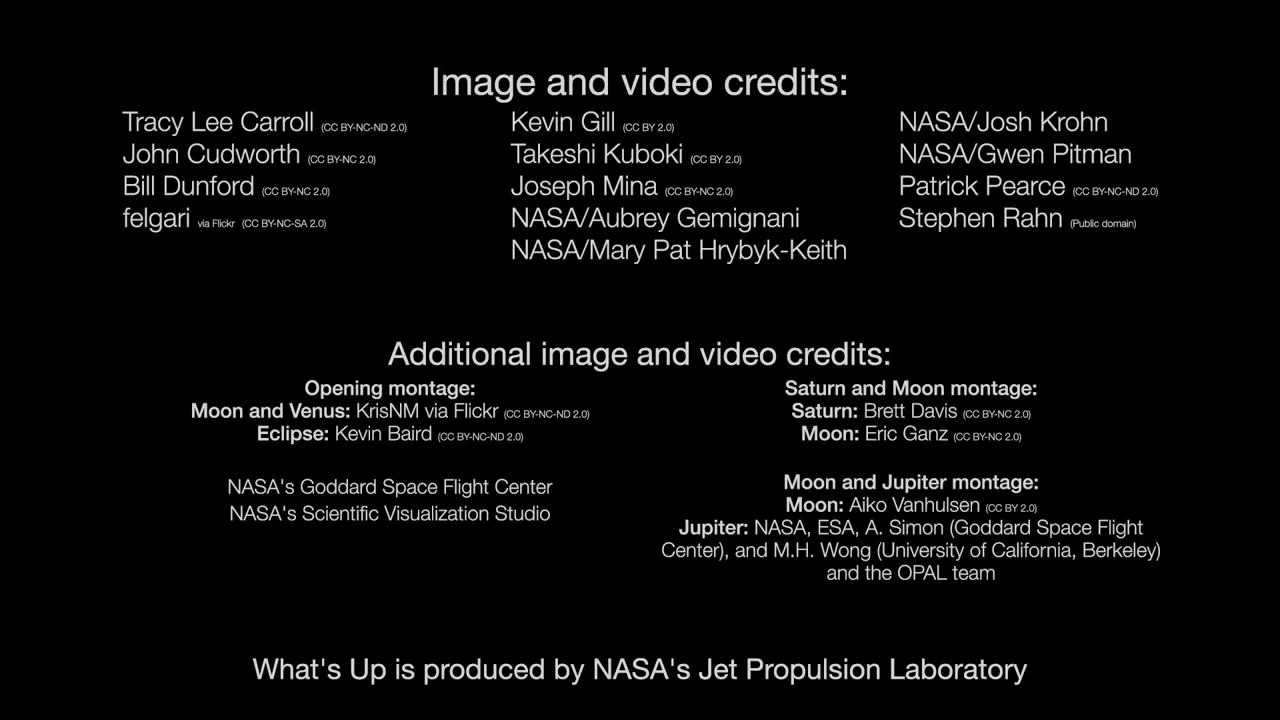 Image and video credits:
Tracy Lee Carroll (CC BY-NC-ND 2.0)
John Cudworth (CC BY-NC 2.0)
Bill Dunford (CC BY-NC 2.0)
felgari via Flickr (CC BY-NC-SA 2.0)
Kevin Gill (CC BY 2.0)
Takeshi Kuboki (CC BY 2.0)
Joseph Mina (CC BY-NC 2.0)
NASA/Aubrey Gemignani
NASA/Mary Pat Hrybyk-Keith
NASA/Josh Krohn
NASA/Gwen Pitman
Patrick Pearce (CC BY-NC-ND 2.0)
Stephen Rahn (Public domain)
Additional image and video credits:
Opening montage:
Moon and Venus: KrisNM via Flickr (CC BY-NC-ND 2.0)
Eclipse: Kevin Baird (CC BY-NC-ND 2.0)
NASA's Goddard Space Flight Center
NASA's Scientific Visualization Studio
Saturn and Moon montage:
Saturn: Brett Davis (CC BY-NC 2.0)
Moon: Eric Ganz (CC BY-NC 2.0)
Moon and Jupiter montage:
Moon: Aiko Vanhulsen (CC BY 2.0)
Jupiter: NASA, ESA, A. Simon (Goddard Space Flight
Center), and M.H. Wong (University of California, Berkeley)
and the OPAL team
What's Up is produced by NASA's Jet Propulsion Laboratory